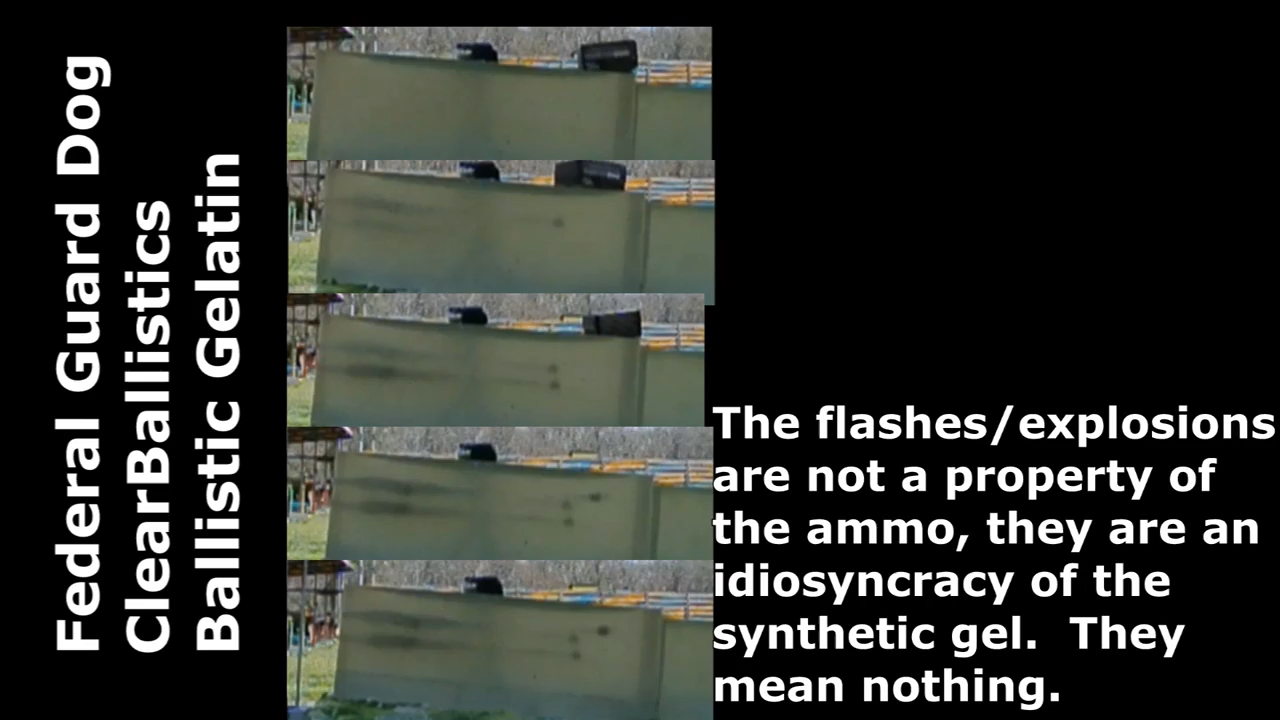 Federal Guard Dog
ClearBallistics
Ballistic Gelatin
The flashes/explosions
are not a property of
the ammo, they are an
idiosyncracy of the
synthetic gel.  They
mean nothing.